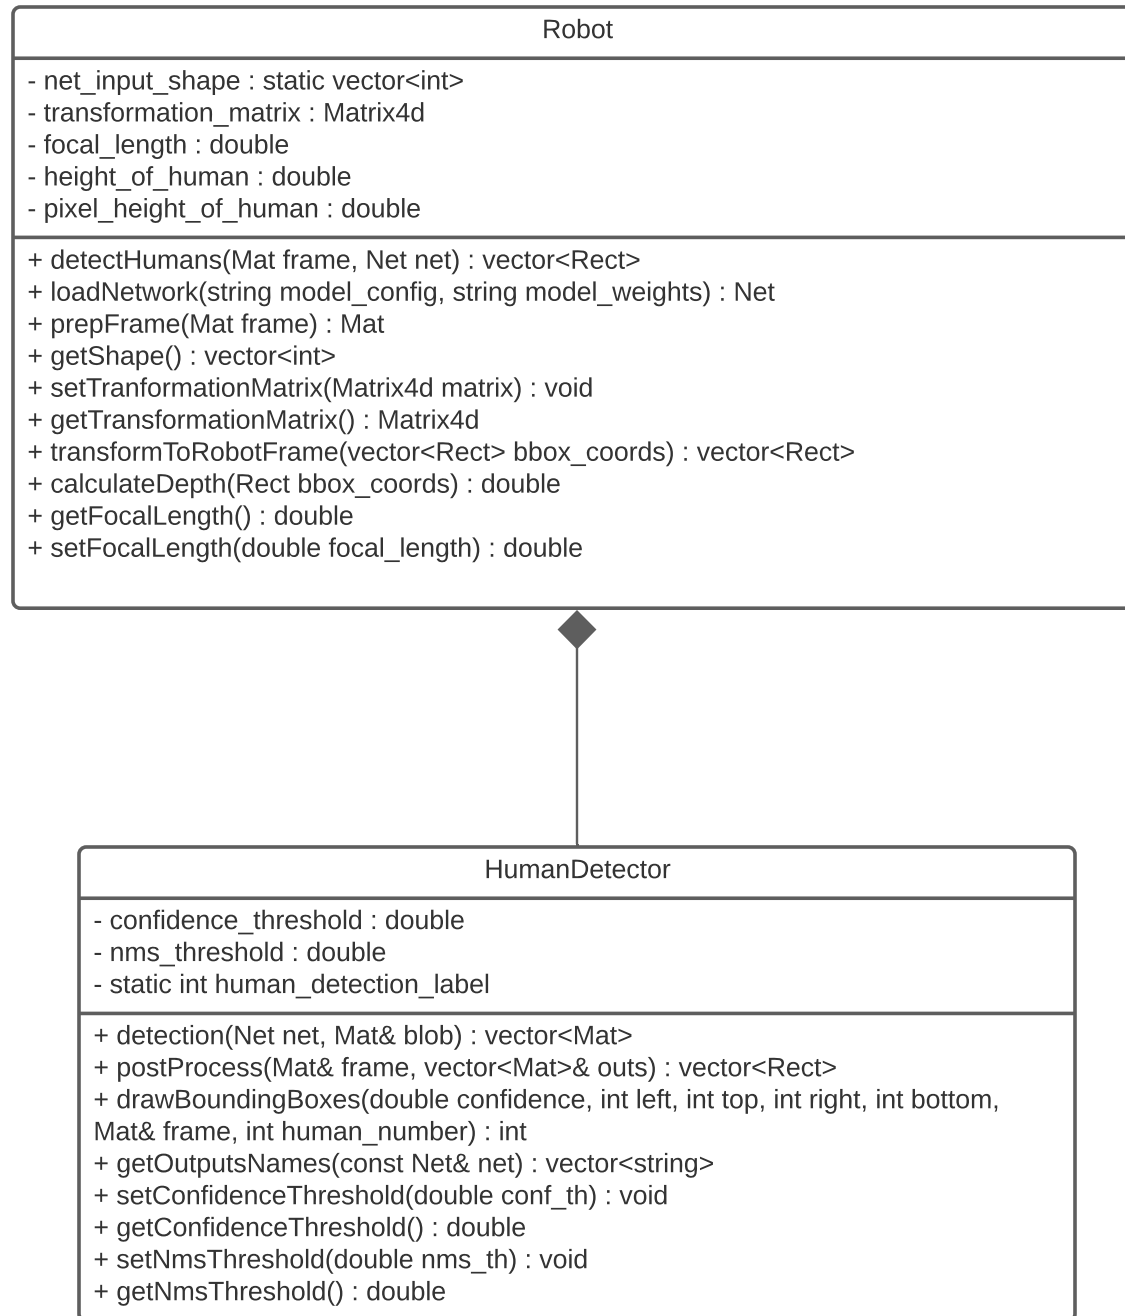 Robot
- net_input_shape : static vector<int>
- transformation_matrix : Matrix4d
- focal_length : double
- height_of_human : double
- pixel_height_of_human : double
+ detectHumans(Mat frame, Net net) : vector<Rect>
+ loadNetwork(string model_config, string model_weights) : Net
+ prepFrame(Mat frame) : Mat
+ getShape() : vector<int>
+ setTranformationMatrix(Matrix4d matrix) : void
+ getTransformationMatrix() : Matrix4d
+ transformToRobotFrame(vector<Rect> bbox_coords) : vector<Rect>
+ calculateDepth(Rect bbox_coords) : double
+ getFocalLength() : double
+ setFocalLength(double focal_length) : double
HumanDetector
- confidence_threshold : double
- nms_threshold : double
- static int human_detection_label
+ detection(Net net, Mat& blob) : vector<Mat>
+ postProcess(Mat& frame, vector<Mat>& outs) : vector<Rect>
+ drawBoundingBoxes(double confidence, int left, int top, int right, int bottom,
Mat& frame, int human_number) : int
+ getOutputsNames(const Net& net) : vector<string>
+ setConfidenceThreshold(double conf_th) : void
+ getConfidenceThreshold() : double
+ setNmsThreshold(double nms_th) : void
+ getNmsThreshold() : double